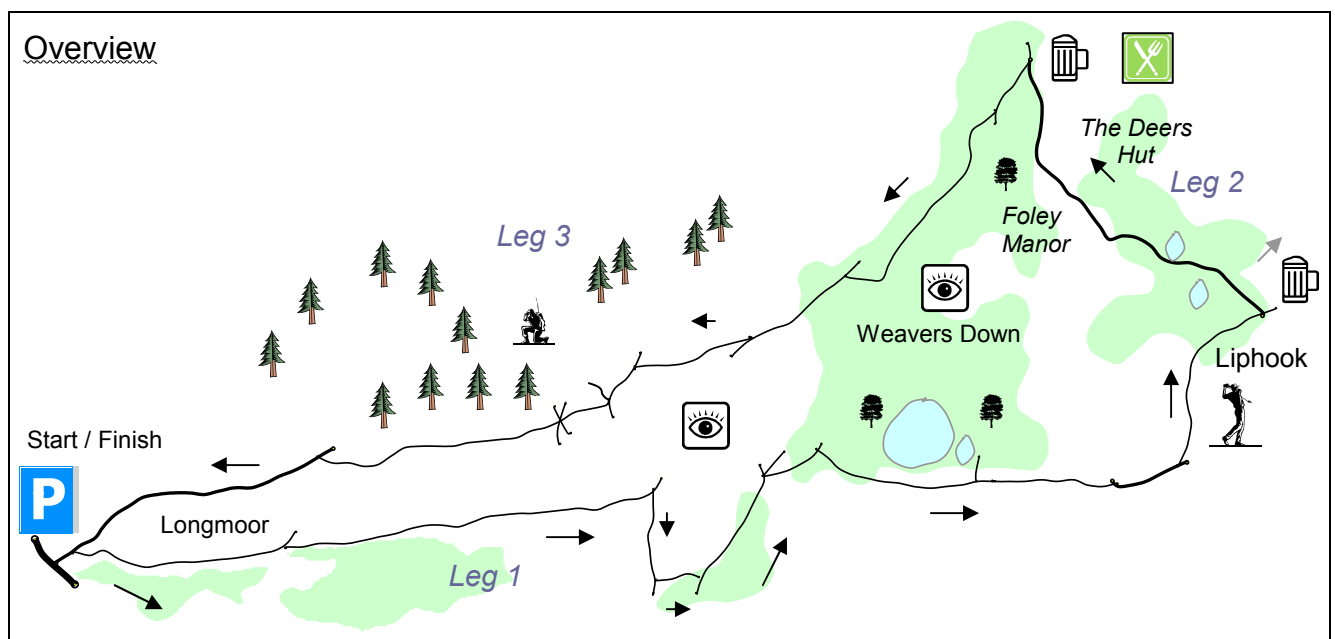 Overview
The Deers
Hut
Leg 2
Foley
Manor
Leg 3
Weavers Down
Liphook
Start / Finish
P
Longmoor
Leg 1